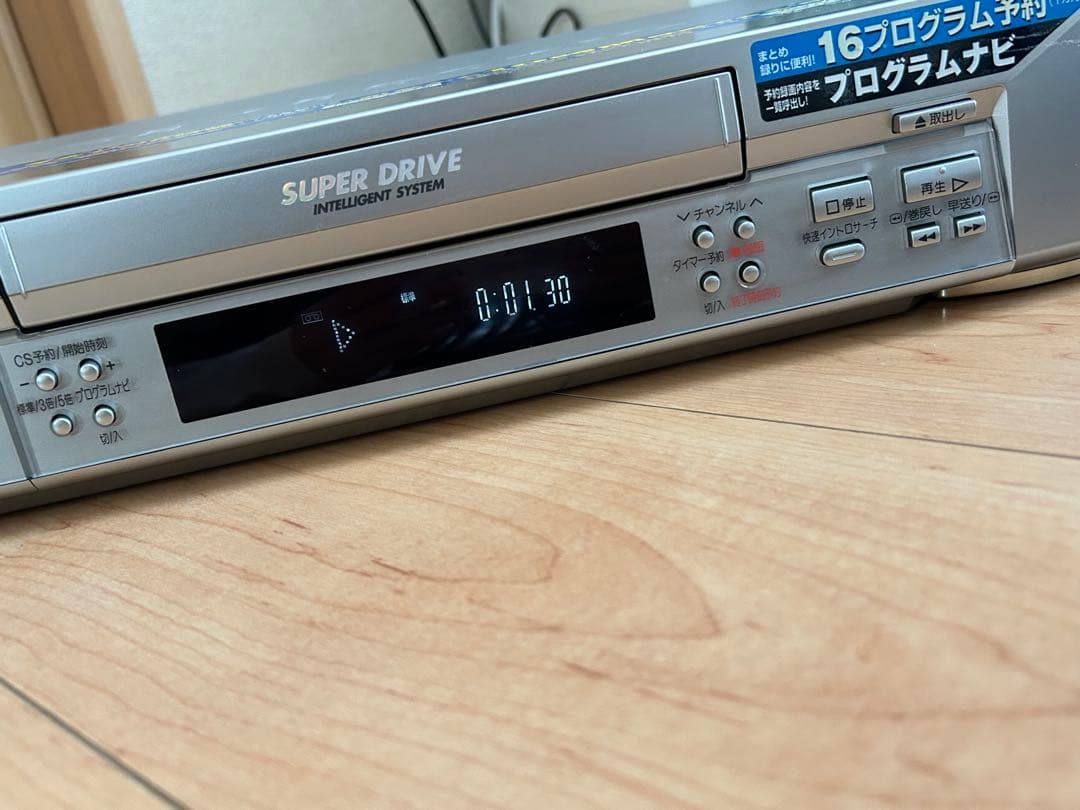 まとめ
録りに便利!
16プログラム予約
予約録画内容を
一覧呼出し!
プログラムナビ
▲取出し
SUPER DRIVE
INTELLIGENT SYSTEM
∨チャンネル∧
□停止
再生 ▷
快速イントロサーチ
/巻戻し
早送り/
◀◀
▶▶
タイマー予約
切/入
標準
0:01.30
CS予約/開始時刻
− +
標準/3倍/5倍
プログラムナビ
切/入